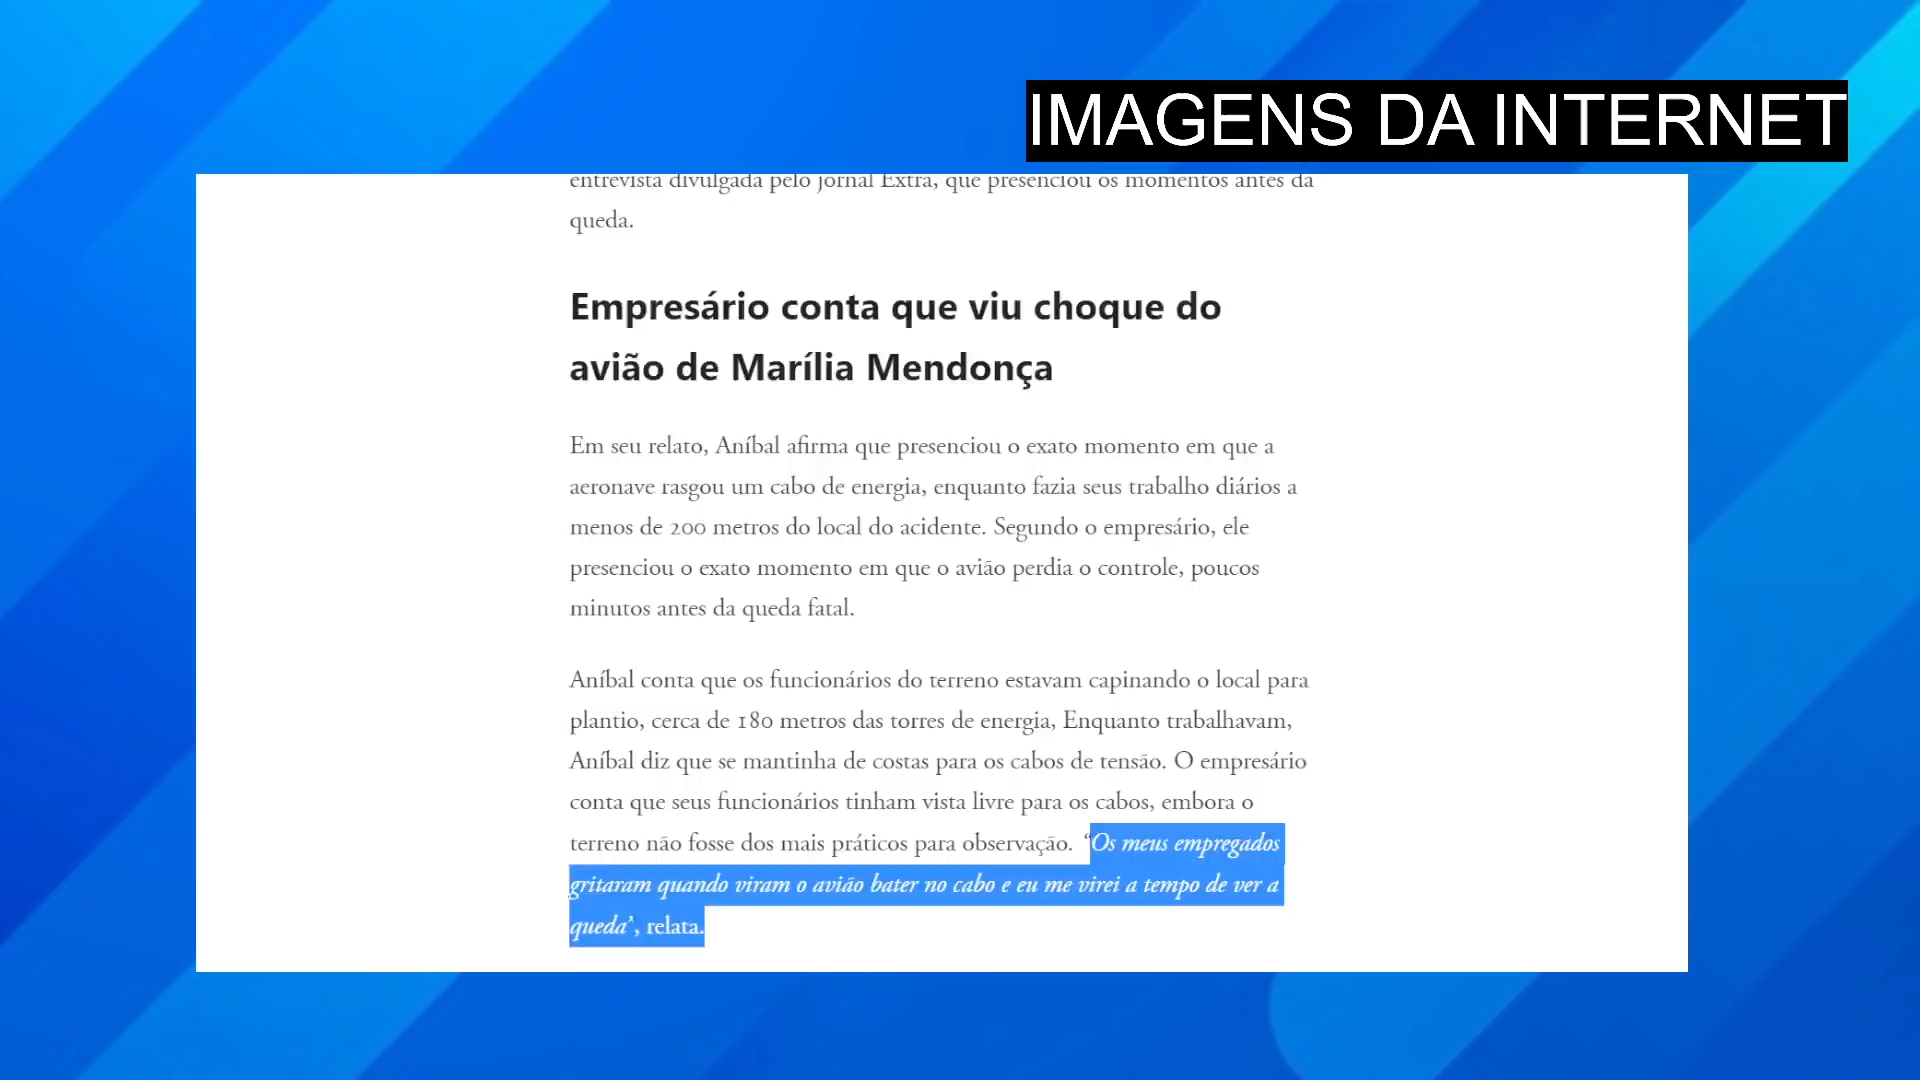 IMAGENS DA INTERNET
entrevista divulgada pelo jornal Extra, que presenciou os momentos antes da
queda.
Empresário conta que viu choque do
avião de Marília Mendonça
Em seu relato, Aníbal afirma que presenciou o exato momento em que a
aeronave rasgou um cabo de energia, enquanto fazia seus trabalho diários a
menos de 200 metros do local do acidente. Segundo o empresário, ele
presenciou o exato momento em que o avião perdia o controle, poucos
minutos antes da queda fatal.
Aníbal conta que os funcionários do terreno estavam capinando o local para
plantio, cerca de 180 metros das torres de energia, Enquanto trabalhavam,
Aníbal diz que se mantinha de costas para os cabos de tensão. O empresário
conta que seus funcionários tinham vista livre para os cabos, embora o
terreno não fosse dos mais práticos para observação. “Os meus empregados
gritaram quando viram o avião bater no cabo e eu me virei a tempo de ver a
queda”, relata.